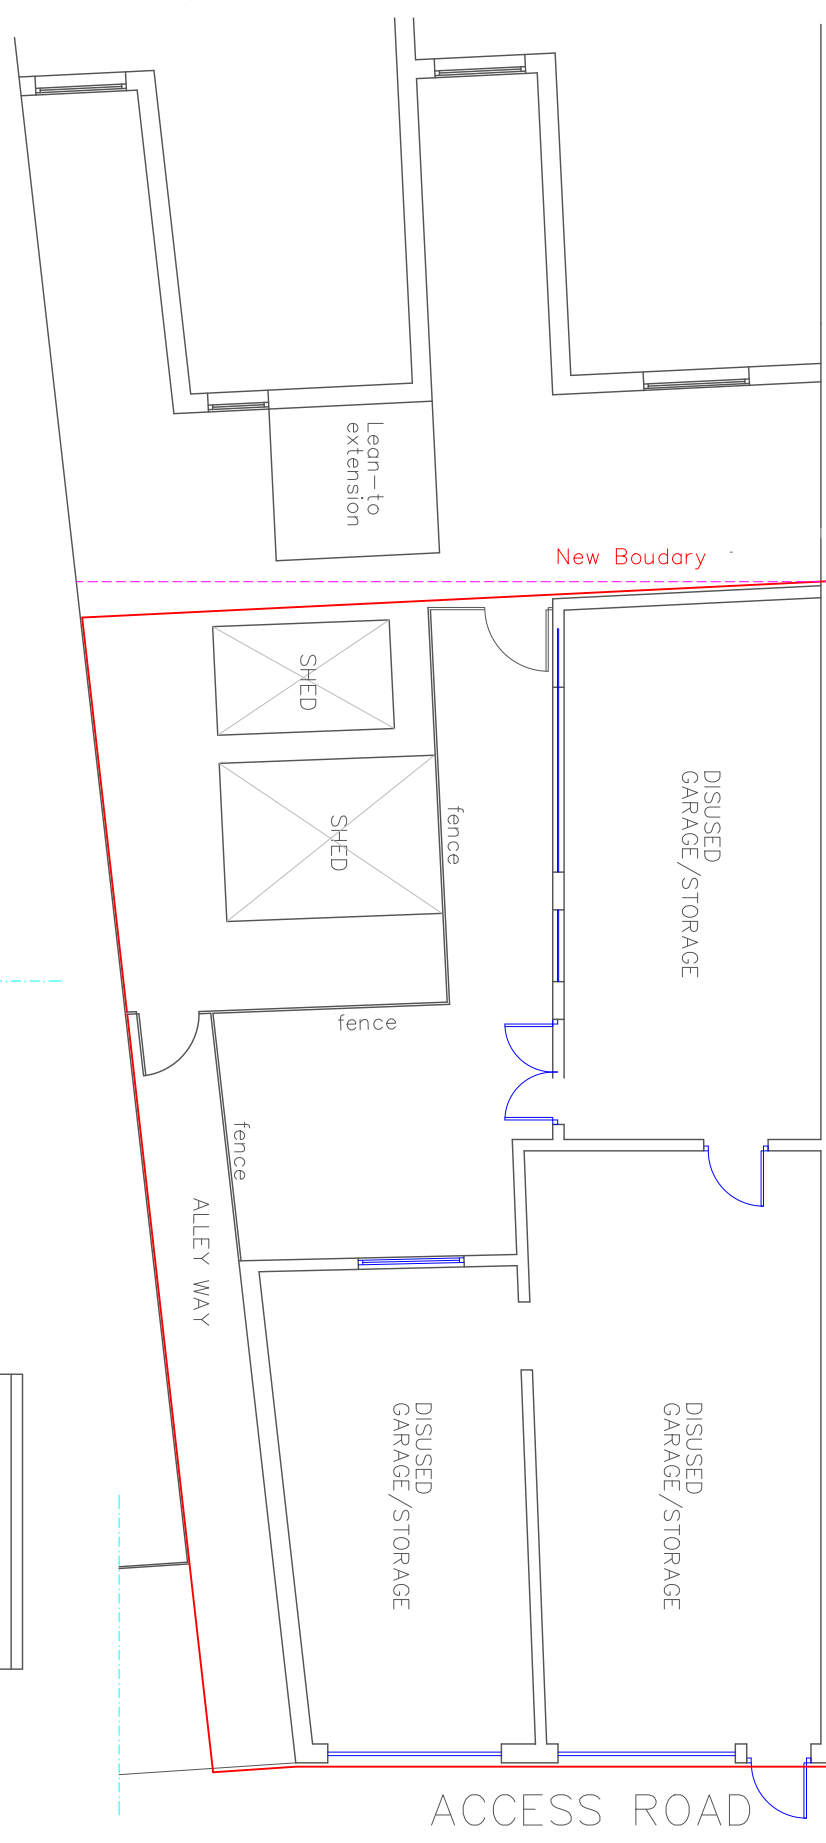 Lean-to
extension
New Boudary
SHED
SHED
fence
DISUSED
GARAGE/STORAGE
fence
fence
ALLEY WAY
DISUSED
GARAGE/STORAGE
DISUSED
GARAGE/STORAGE
ACCESS ROAD